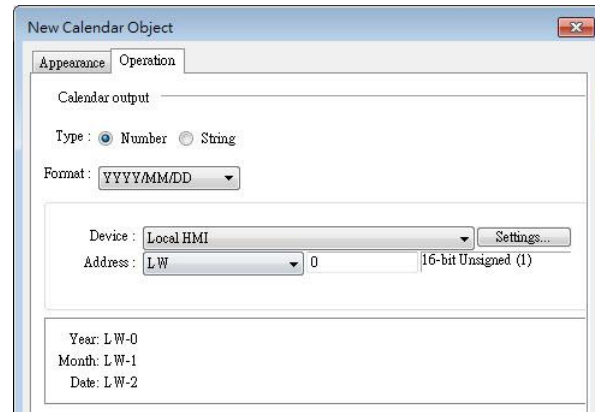 New Calendar Object
Appearance Operation
Calendar output
Type : Number String
Format : YYYY/MM/DD
Device : Local HMI Settings...
Address : LW 0 16-bit Unsigned (1)
Year: LW-0
Month: LW-1
Date: LW-2